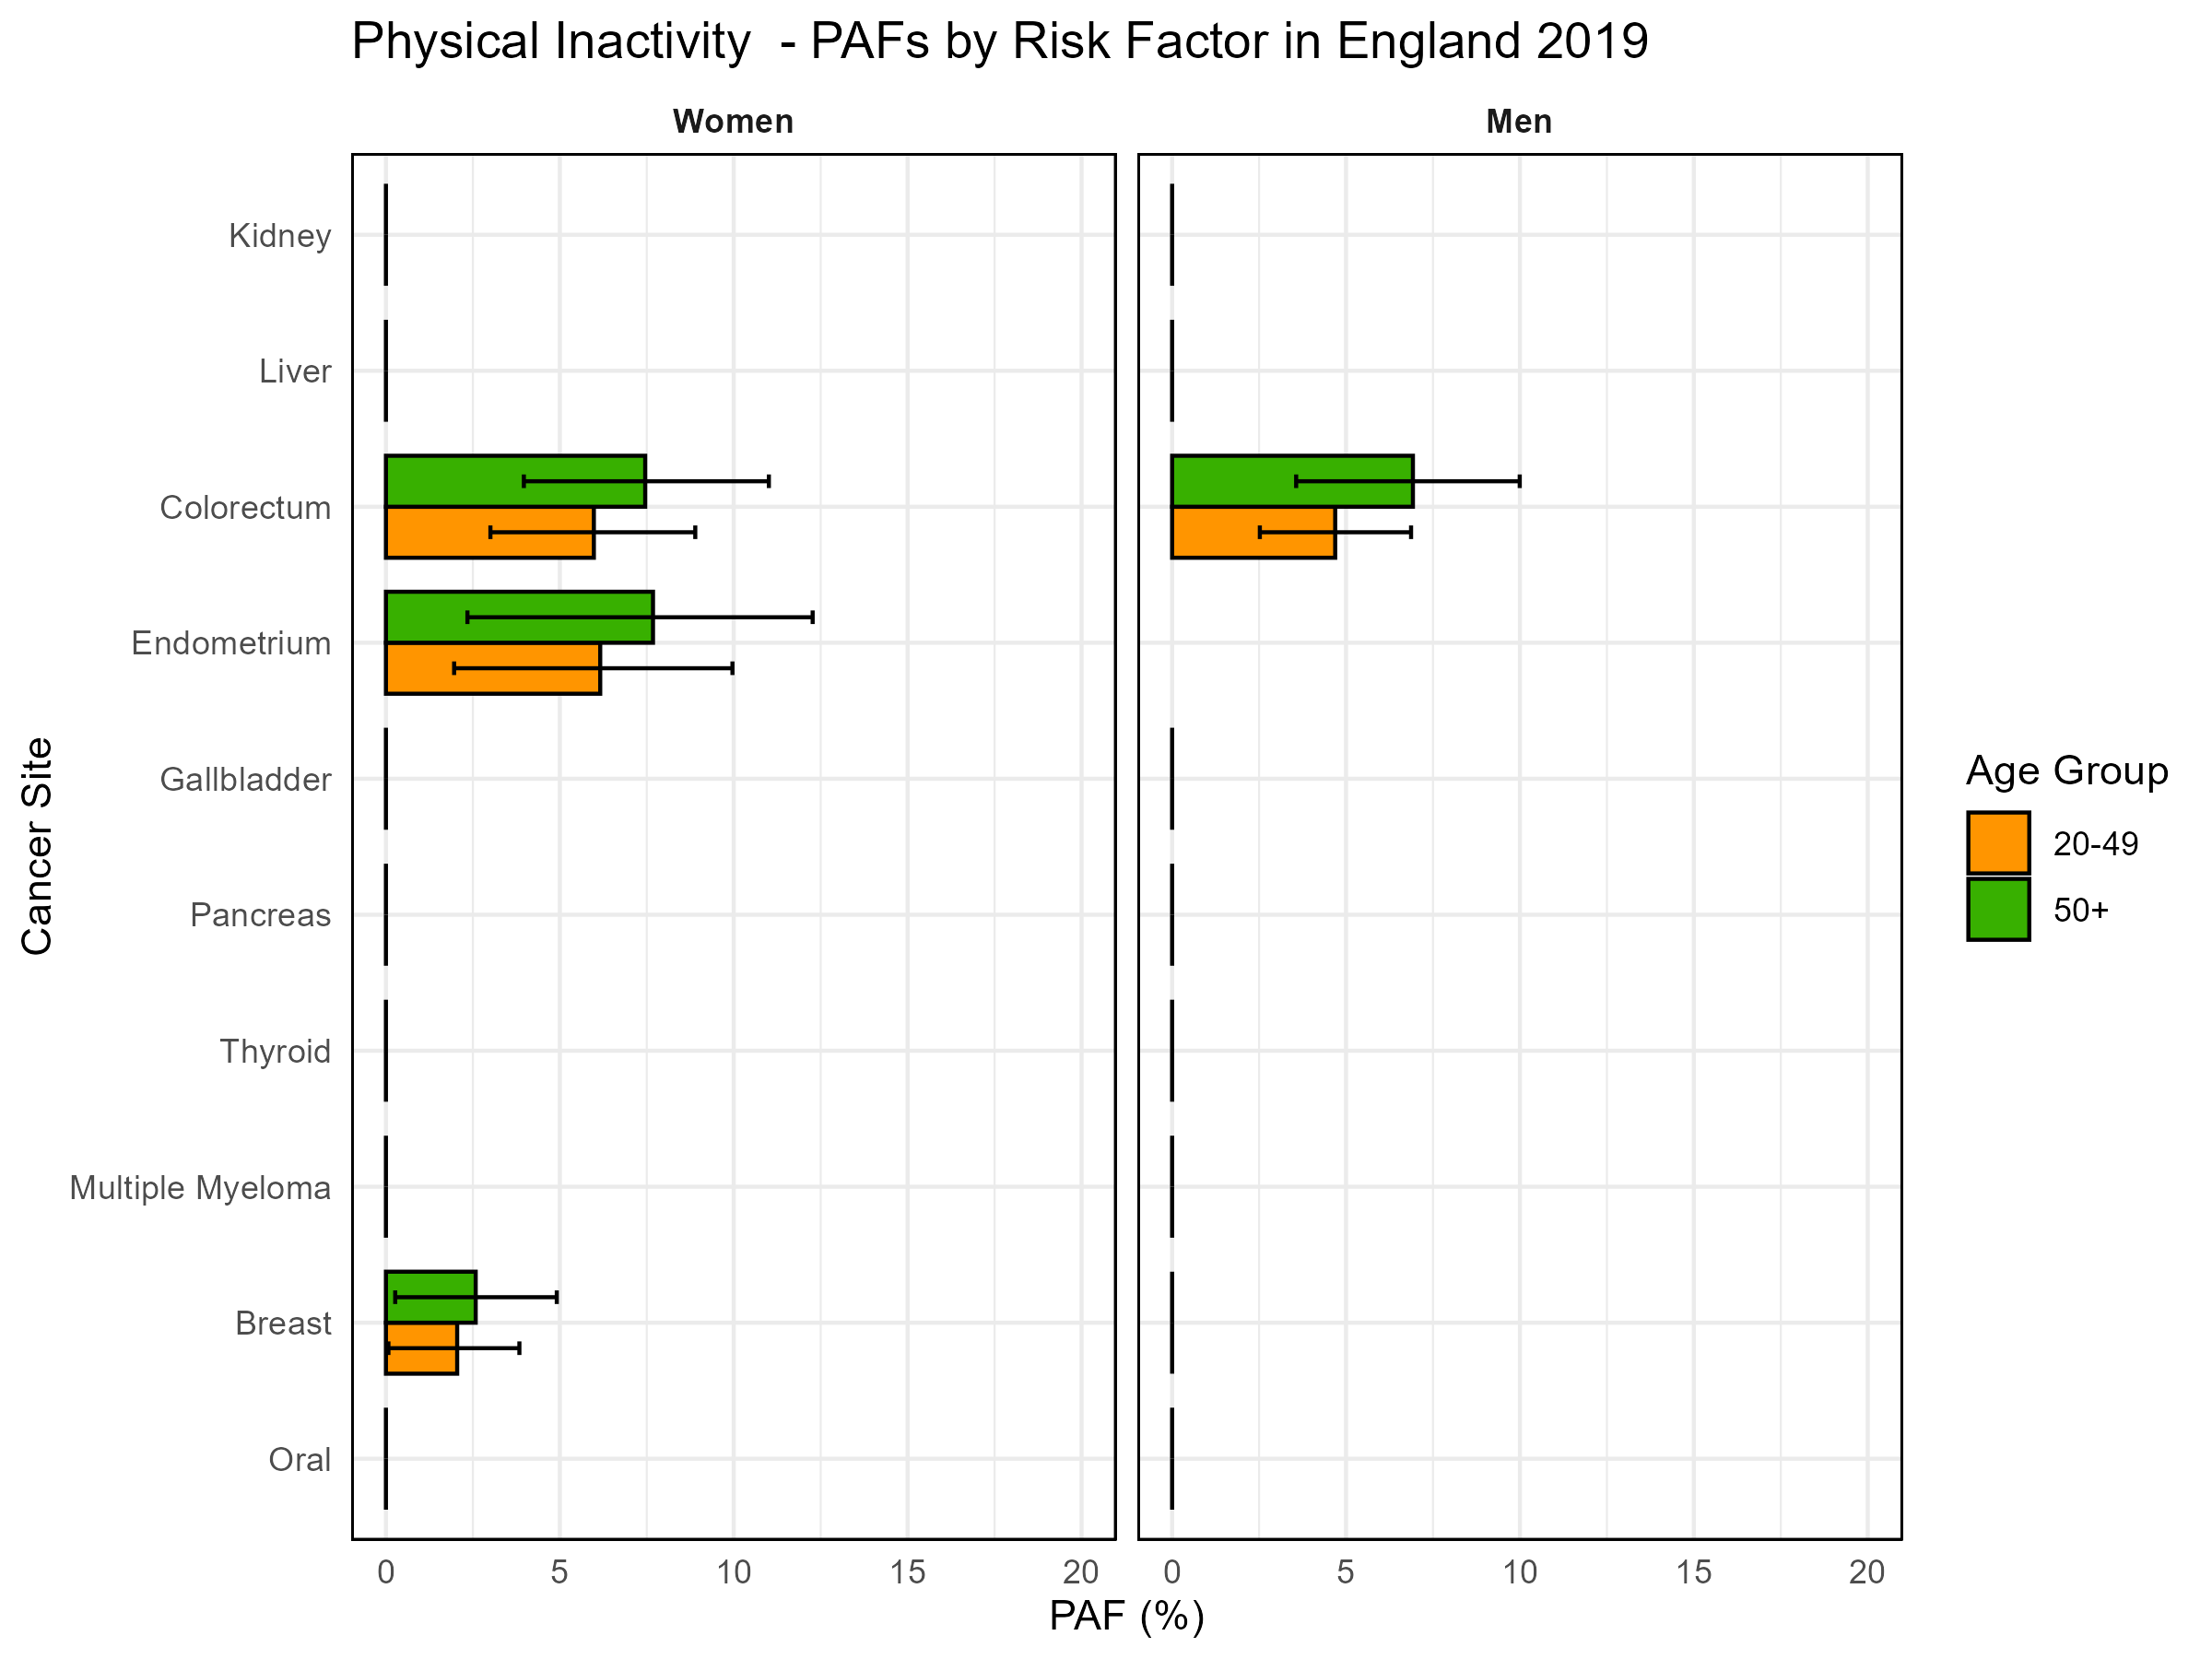 Physical Inactivity  - PAFs by Risk Factor in England 2019
Women
Men
Cancer Site
Kidney
Liver
Colorectum
Endometrium
Gallbladder
Pancreas
Thyroid
Multiple Myeloma
Breast
Oral
0 5 10 15 20
0 5 10 15 20
PAF (%)
Age Group
20-49
50+